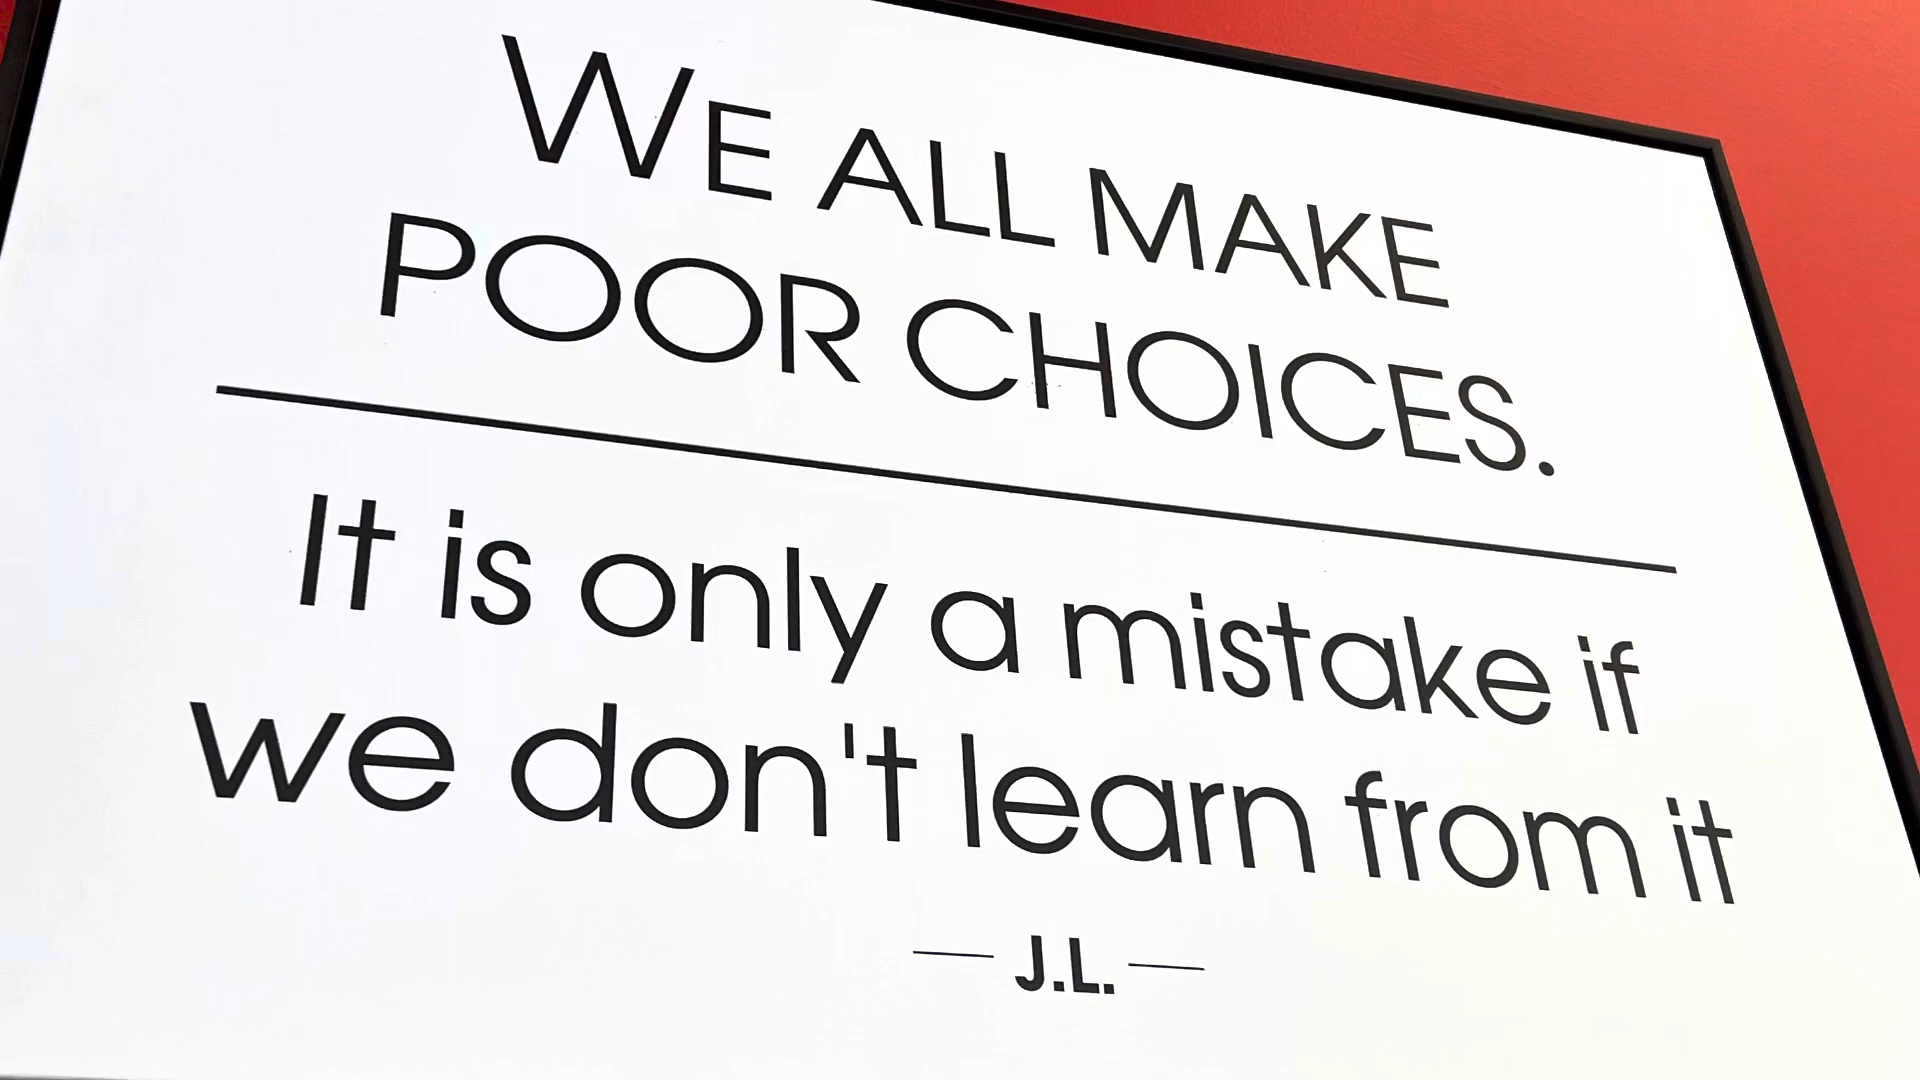 WE ALL MAKE
POOR CHOICES.
It is only a mistake if
we don't learn from it
— J.L. —